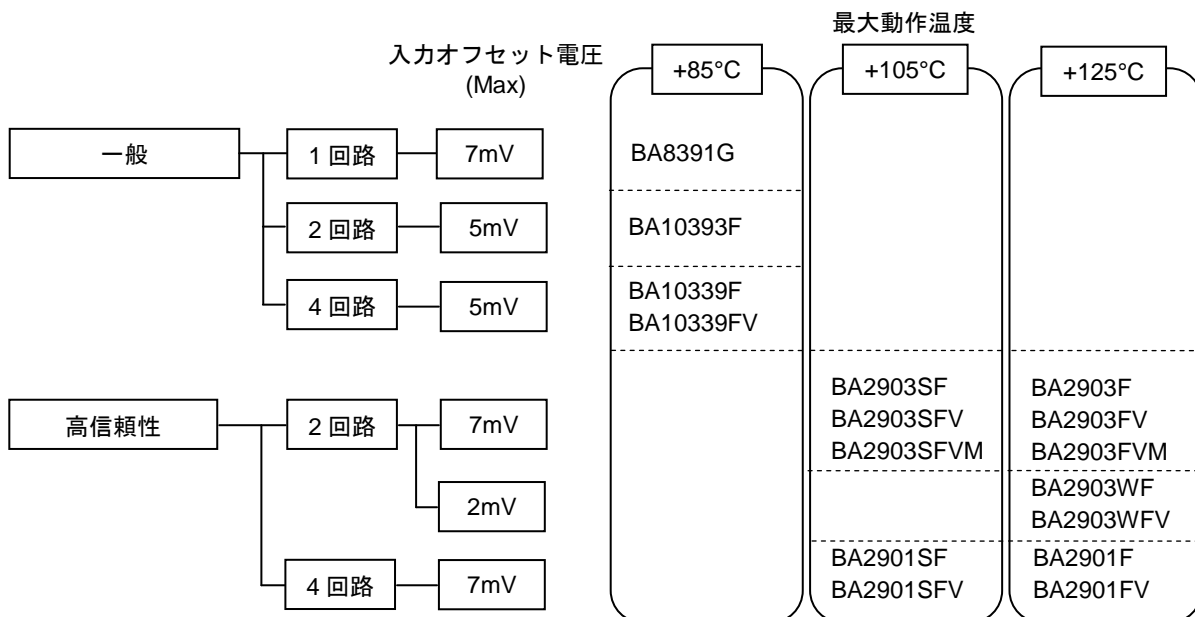 最大動作温度
入力オフセット電圧
(Max)
+85°C
+105°C
+125°C
一般
1 回路
7mV
BA8391G
2 回路
5mV
BA10393F
4 回路
5mV
BA10339F
BA10339FV
高信頼性
2 回路
7mV
BA2903SF
BA2903SFV
BA2903SFVM
BA2903F
BA2903FV
BA2903FVM
2mV
BA2903WF
BA2903WFV
4 回路
7mV
BA2901SF
BA2901SFV
BA2901F
BA2901FV